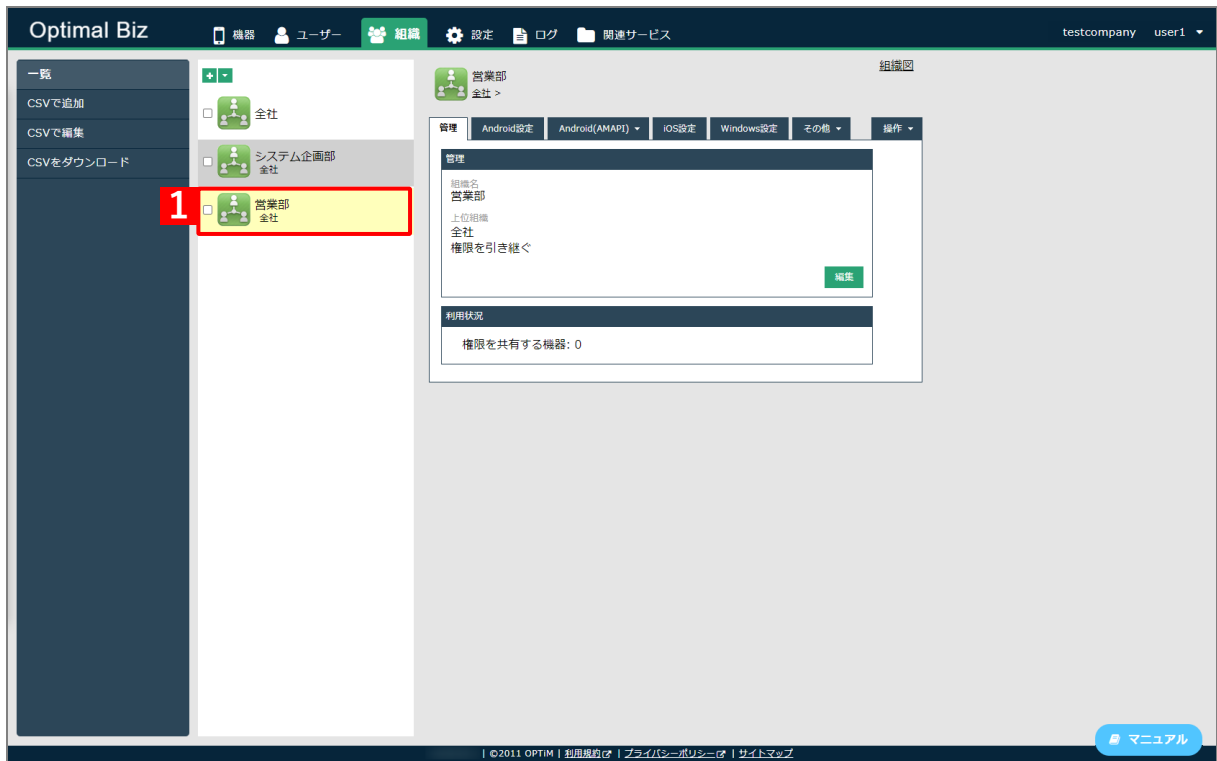 Optimal Biz
機器 ユーザー 組織 設定 ログ 関連サービス
testcompany user1
一覧
CSVで追加
CSVで編集
CSVをダウンロード
全社
システム企画部
全社
1
営業部
全社
組織図
営業部
全社 >
管理 Android設定 Android(AMAPI) iOS設定 Windows設定 その他 操作
管理
組織名
営業部
上位組織
全社
権限を引き継ぐ
編集
利用状況
権限を共有する機器: 0
マニュアル
| ©2011 OPTiM | 利用規約 | プライバシーポリシー | サイトマップ